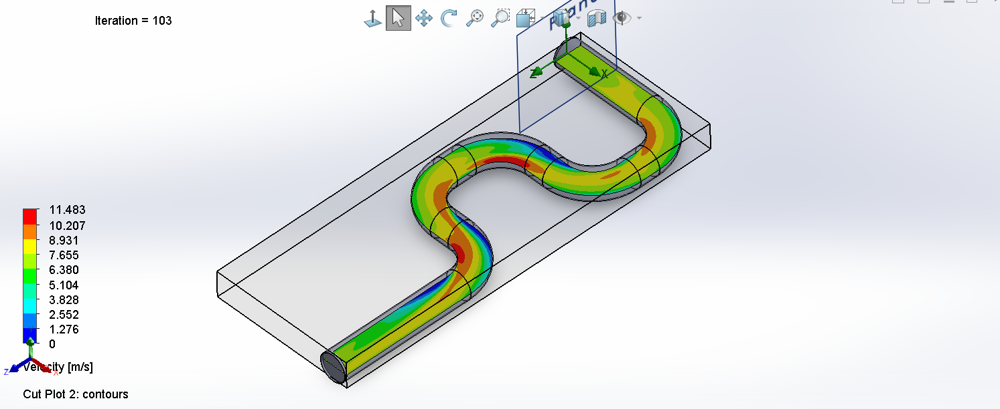 Iteration = 103
Z
X
11.483
10.207
8.931
7.655
6.380
5.104
3.828
2.552
1.276
0
Velocity [m/s]
Z
X
Cut Plot 2: contours